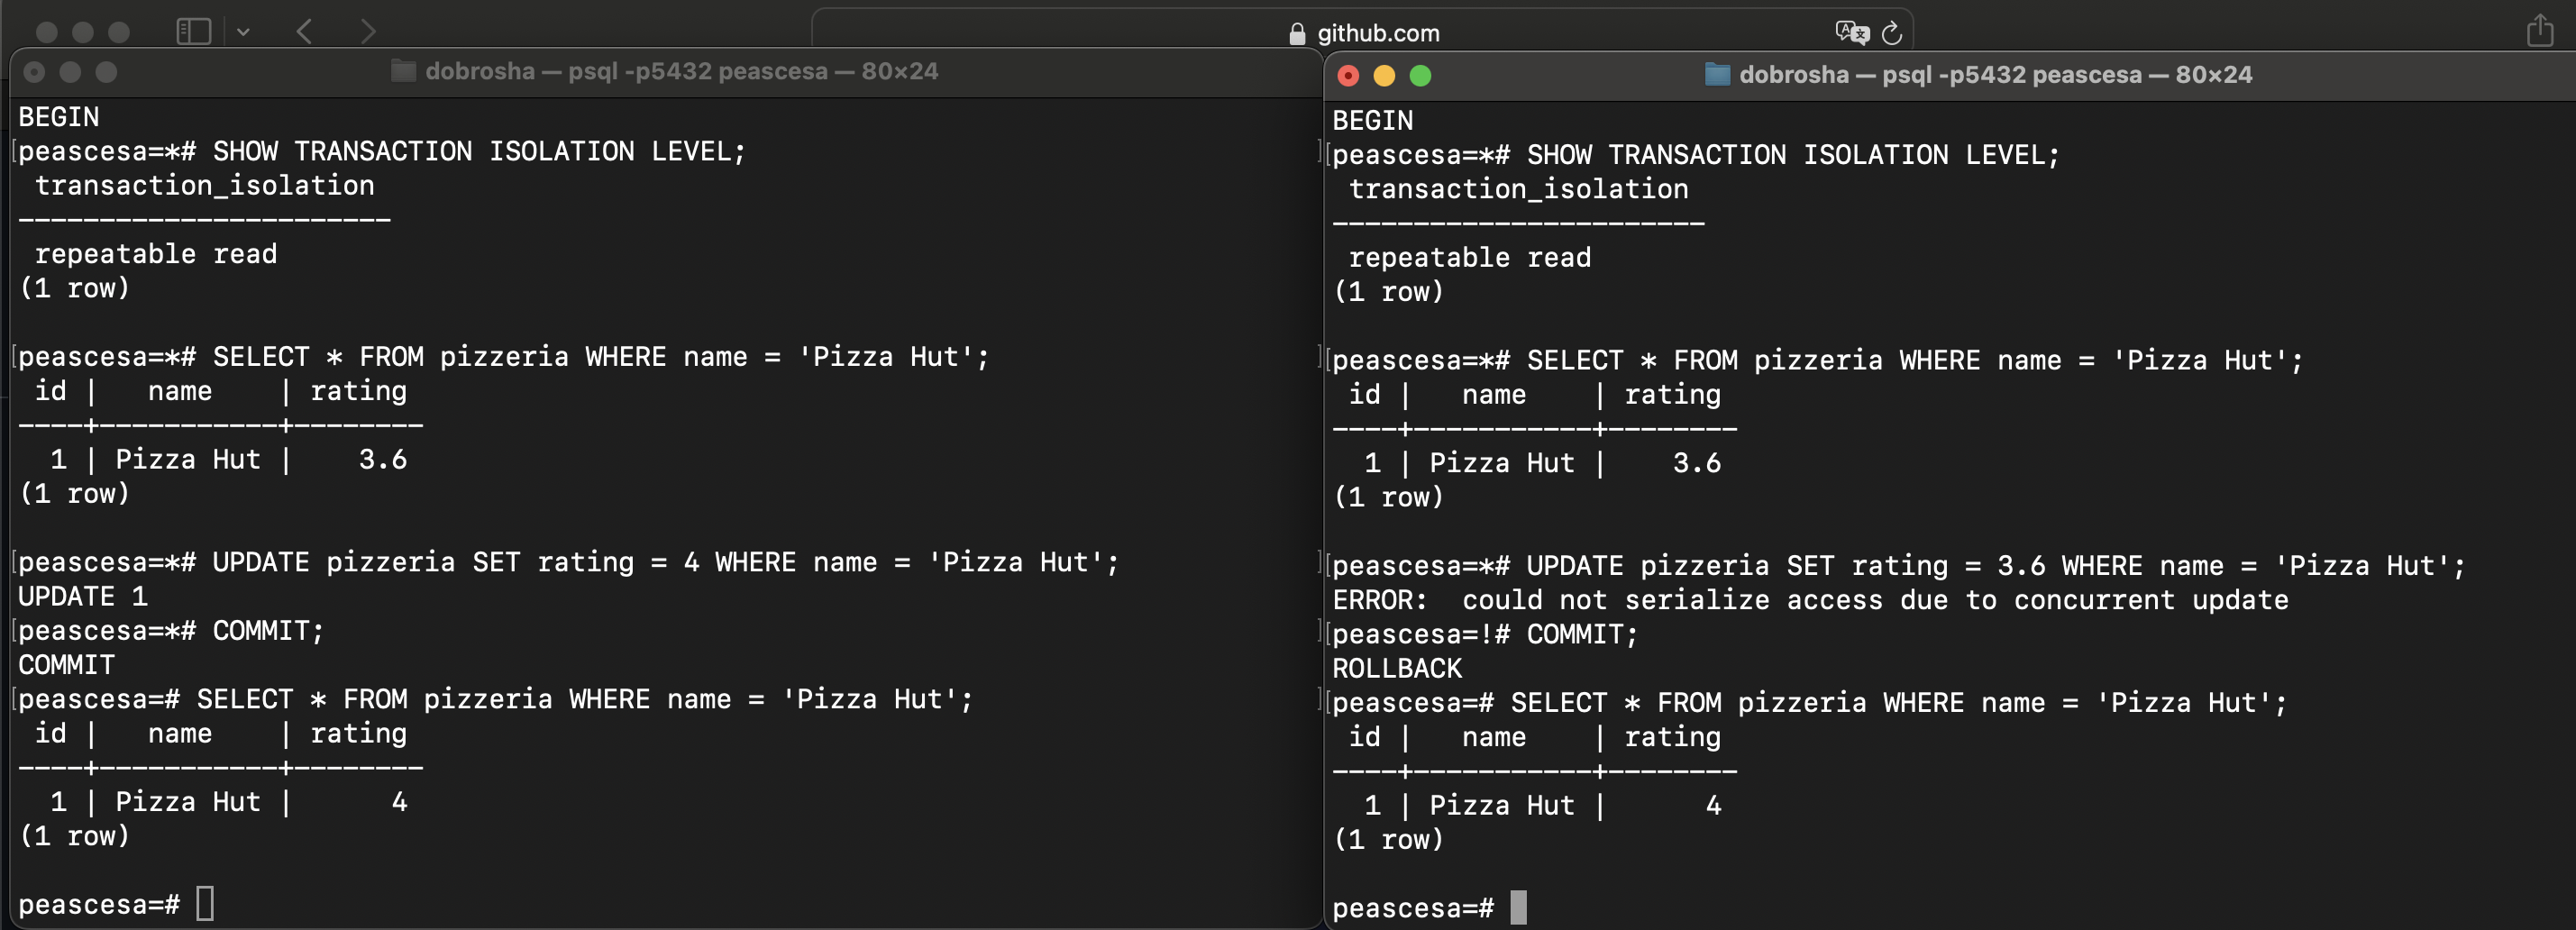 github.com
dobrosha — psql -p5432 peascesa — 80×24
BEGIN
[peascesa=*# SHOW TRANSACTION ISOLATION LEVEL; ]
 transaction_isolation
-----------------------
 repeatable read
(1 row)

[peascesa=*# SELECT * FROM pizzeria WHERE name = 'Pizza Hut'; ]
 id |   name    | rating
----+-----------+--------
  1 | Pizza Hut |    3.6
(1 row)

[peascesa=*# UPDATE pizzeria SET rating = 4 WHERE name = 'Pizza Hut'; ]
UPDATE 1
[peascesa=*# COMMIT; ]
COMMIT
[peascesa=# SELECT * FROM pizzeria WHERE name = 'Pizza Hut'; ]
 id |   name    | rating
----+-----------+--------
  1 | Pizza Hut |      4
(1 row)

peascesa=#
dobrosha — psql -p5432 peascesa — 80×24
BEGIN
[peascesa=*# SHOW TRANSACTION ISOLATION LEVEL;
 transaction_isolation
-----------------------
 repeatable read
(1 row)

[peascesa=*# SELECT * FROM pizzeria WHERE name = 'Pizza Hut';
 id |   name    | rating
----+-----------+--------
  1 | Pizza Hut |    3.6
(1 row)

[peascesa=*# UPDATE pizzeria SET rating = 3.6 WHERE name = 'Pizza Hut';
ERROR:  could not serialize access due to concurrent update
[peascesa=!# COMMIT;
ROLLBACK
[peascesa=# SELECT * FROM pizzeria WHERE name = 'Pizza Hut';
 id |   name    | rating
----+-----------+--------
  1 | Pizza Hut |      4
(1 row)

peascesa=#